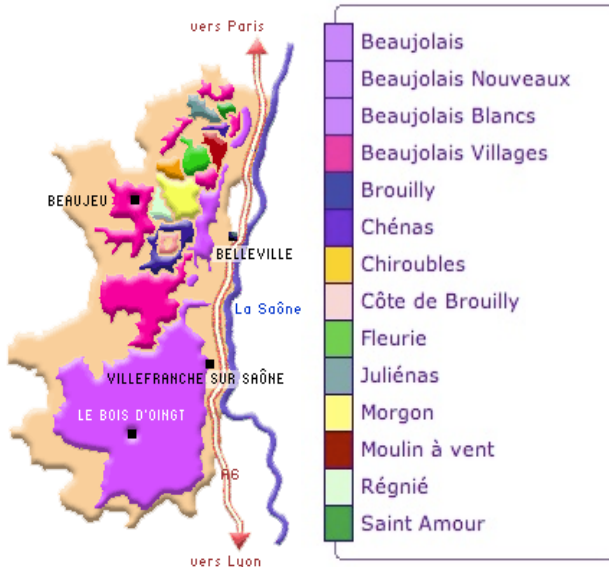 vers Paris
BEAUJEU
BELLEVILLE
La Saône
VILLEFRANCHE SUR SAÔNE
LE BOIS D'OINGT
A6
vers Lyon
Beaujolais
Beaujolais Nouveaux
Beaujolais Blancs
Beaujolais Villages
Brouilly
Chénas
Chiroubles
Côte de Brouilly
Fleurie
Juliénas
Morgon
Moulin à vent
Régnié
Saint Amour